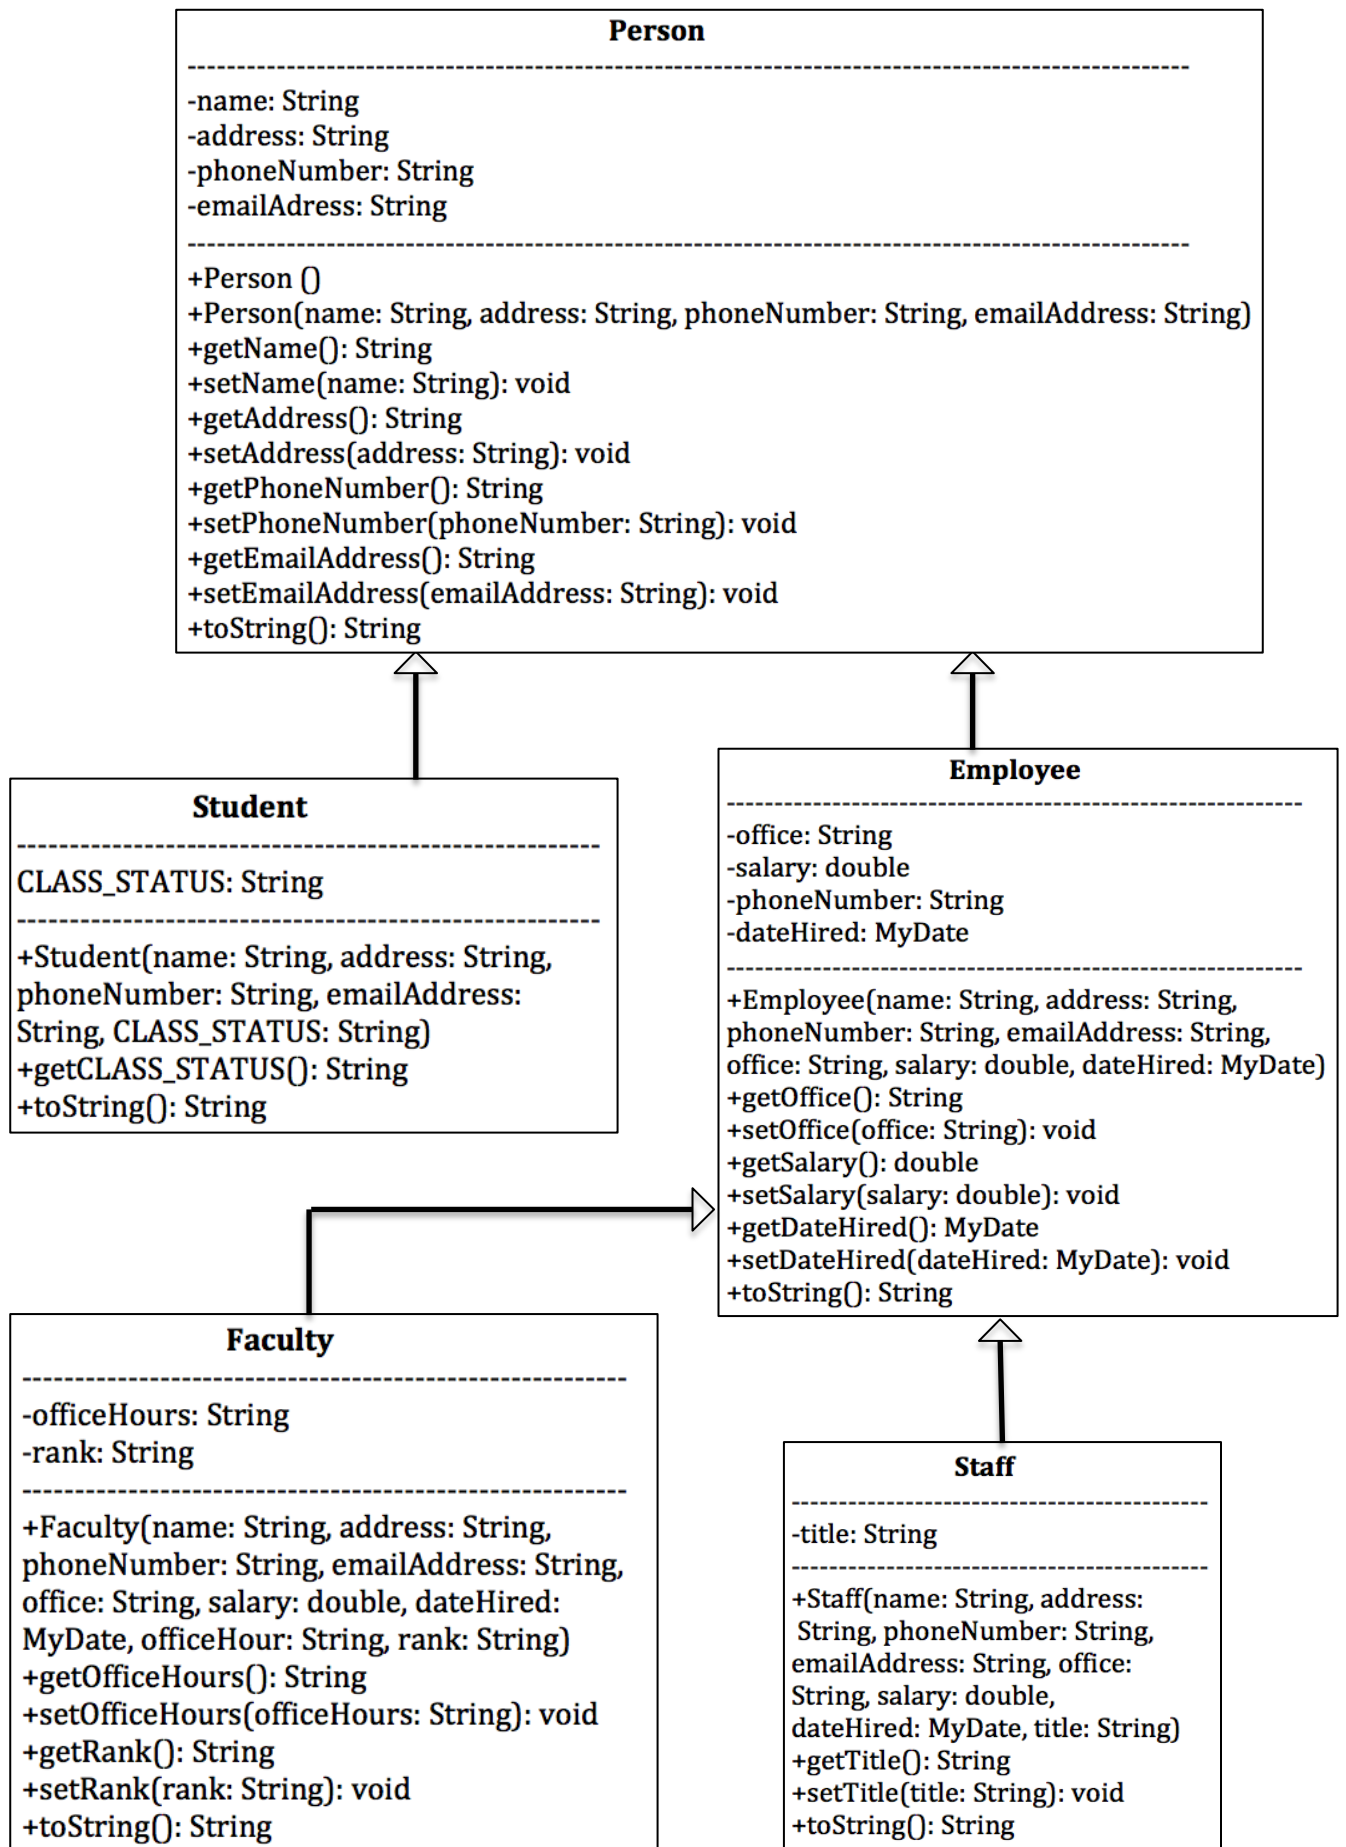 Person
------------------------------------------------------------
-name: String
-address: String
-phoneNumber: String
-emailAdress: String
------------------------------------------------------------
+Person ()
+Person(name: String, address: String, phoneNumber: String, emailAddress: String)
+getName(): String
+setName(name: String): void
+getAddress(): String
+setAddress(address: String): void
+getPhoneNumber(): String
+setPhoneNumber(phoneNumber: String): void
+getEmailAddress(): String
+setEmailAddress(emailAddress: String): void
+toString(): String
Student
------------------------------------------------------------
CLASS_STATUS: String
------------------------------------------------------------
+Student(name: String, address: String,
phoneNumber: String, emailAddress:
String, CLASS_STATUS: String)
+getCLASS_STATUS(): String
+toString(): String
Employee
------------------------------------------------------------
-office: String
-salary: double
-phoneNumber: String
-dateHired: MyDate
------------------------------------------------------------
+Employee(name: String, address: String,
phoneNumber: String, emailAddress: String,
office: String, salary: double, dateHired: MyDate)
+getOffice(): String
+setOffice(office: String): void
+getSalary(): double
+setSalary(salary: double): void
+getDateHired(): MyDate
+setDateHired(dateHired: MyDate): void
+toString(): String
Faculty
------------------------------------------------------------
-officeHours: String
-rank: String
------------------------------------------------------------
+Faculty(name: String, address: String,
phoneNumber: String, emailAddress: String,
office: String, salary: double, dateHired:
MyDate, officeHour: String, rank: String)
+getOfficeHours(): String
+setOfficeHours(officeHours: String): void
+getRank(): String
+setRank(rank: String): void
+toString(): String
Staff
--------------------------------------------
-title: String
--------------------------------------------
+Staff(name: String, address:
String, phoneNumber: String,
emailAddress: String, office:
String, salary: double,
dateHired: MyDate, title: String)
+getTitle(): String
+setTitle(title: String): void
+toString(): String